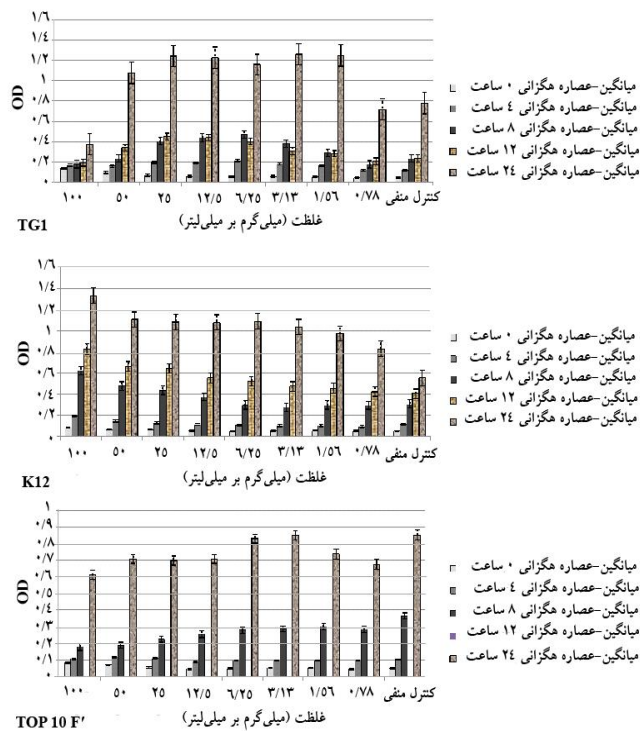 ۱/۶
۱/۴
۱/۲
۱
۰/۸
۰/۶
۰/۴
۰/۲
۰
OD
۱۰۰ ۵۰ ۲۵ ۱۲/۵ ۶/۲۵ ۳/۱۳ ۱/۵۶ ۰/۷۸ کنترل منفی
غلظت (میلی‌گرم بر میلی‌لیتر)
TG1
میانگین-عصاره هگزانی ۰ ساعت
میانگین-عصاره هگزانی ۴ ساعت
میانگین-عصاره هگزانی ۸ ساعت
میانگین-عصاره هگزانی ۱۲ ساعت
میانگین-عصاره هگزانی ۲۴ ساعت
۱/۶
۱/۴
۱/۲
۱
۰/۸
۰/۶
۰/۴
۰/۲
۰
OD
۱۰۰ ۵۰ ۲۵ ۱۲/۵ ۶/۲۵ ۳/۱۳ ۱/۵۶ ۰/۷۸ کنترل منفی
غلظت (میلی‌گرم بر میلی‌لیتر)
K12
میانگین-عصاره هگزانی ۰ ساعت
میانگین-عصاره هگزانی ۴ ساعت
میانگین-عصاره هگزانی ۸ ساعت
میانگین-عصاره هگزانی ۱۲ ساعت
میانگین-عصاره هگزانی ۲۴ ساعت
۱
۰/۹
۰/۸
۰/۷
۰/۶
۰/۵
۰/۴
۰/۳
۰/۲
۰/۱
۰
OD
۱۰۰ ۵۰ ۲۵ ۱۲/۵ ۶/۲۵ ۳/۱۳ ۱/۵۶ ۰/۷۸ کنترل منفی
غلظت (میلی‌گرم بر میلی‌لیتر)
TOP 10 F'
میانگین-عصاره هگزانی ۰ ساعت
میانگین-عصاره هگزانی ۴ ساعت
میانگین-عصاره هگزانی ۸ ساعت
میانگین-عصاره هگزانی ۱۲ ساعت
میانگین-عصاره هگزانی ۲۴ ساعت